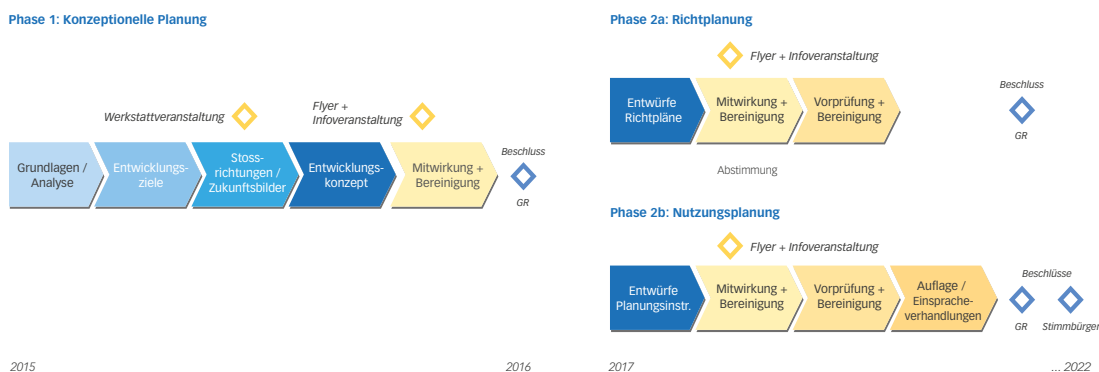 Phase 1: Konzeptionelle Planung
Werkstattveranstaltung
Flyer +
Infoveranstaltung
Grundlagen /
Analyse
Entwicklungs-
ziele
Stoss-
richtungen /
Zukunftsbilder
Entwicklungs-
konzept
Mitwirkung +
Bereinigung
Beschluss
GR
2015
2016
Phase 2a: Richtplanung
Flyer + Infoveranstaltung
Entwürfe
Richtpläne
Mitwirkung +
Bereinigung
Vorprüfung +
Bereinigung
Beschluss
GR
Abstimmung
Phase 2b: Nutzungsplanung
Flyer + Infoveranstaltung
Entwürfe
Planungsinstr.
Mitwirkung +
Bereinigung
Vorprüfung +
Bereinigung
Auflage /
Einsprache-
verhandlungen
Beschlüsse
GR
Stimmbürger
2017
... 2022